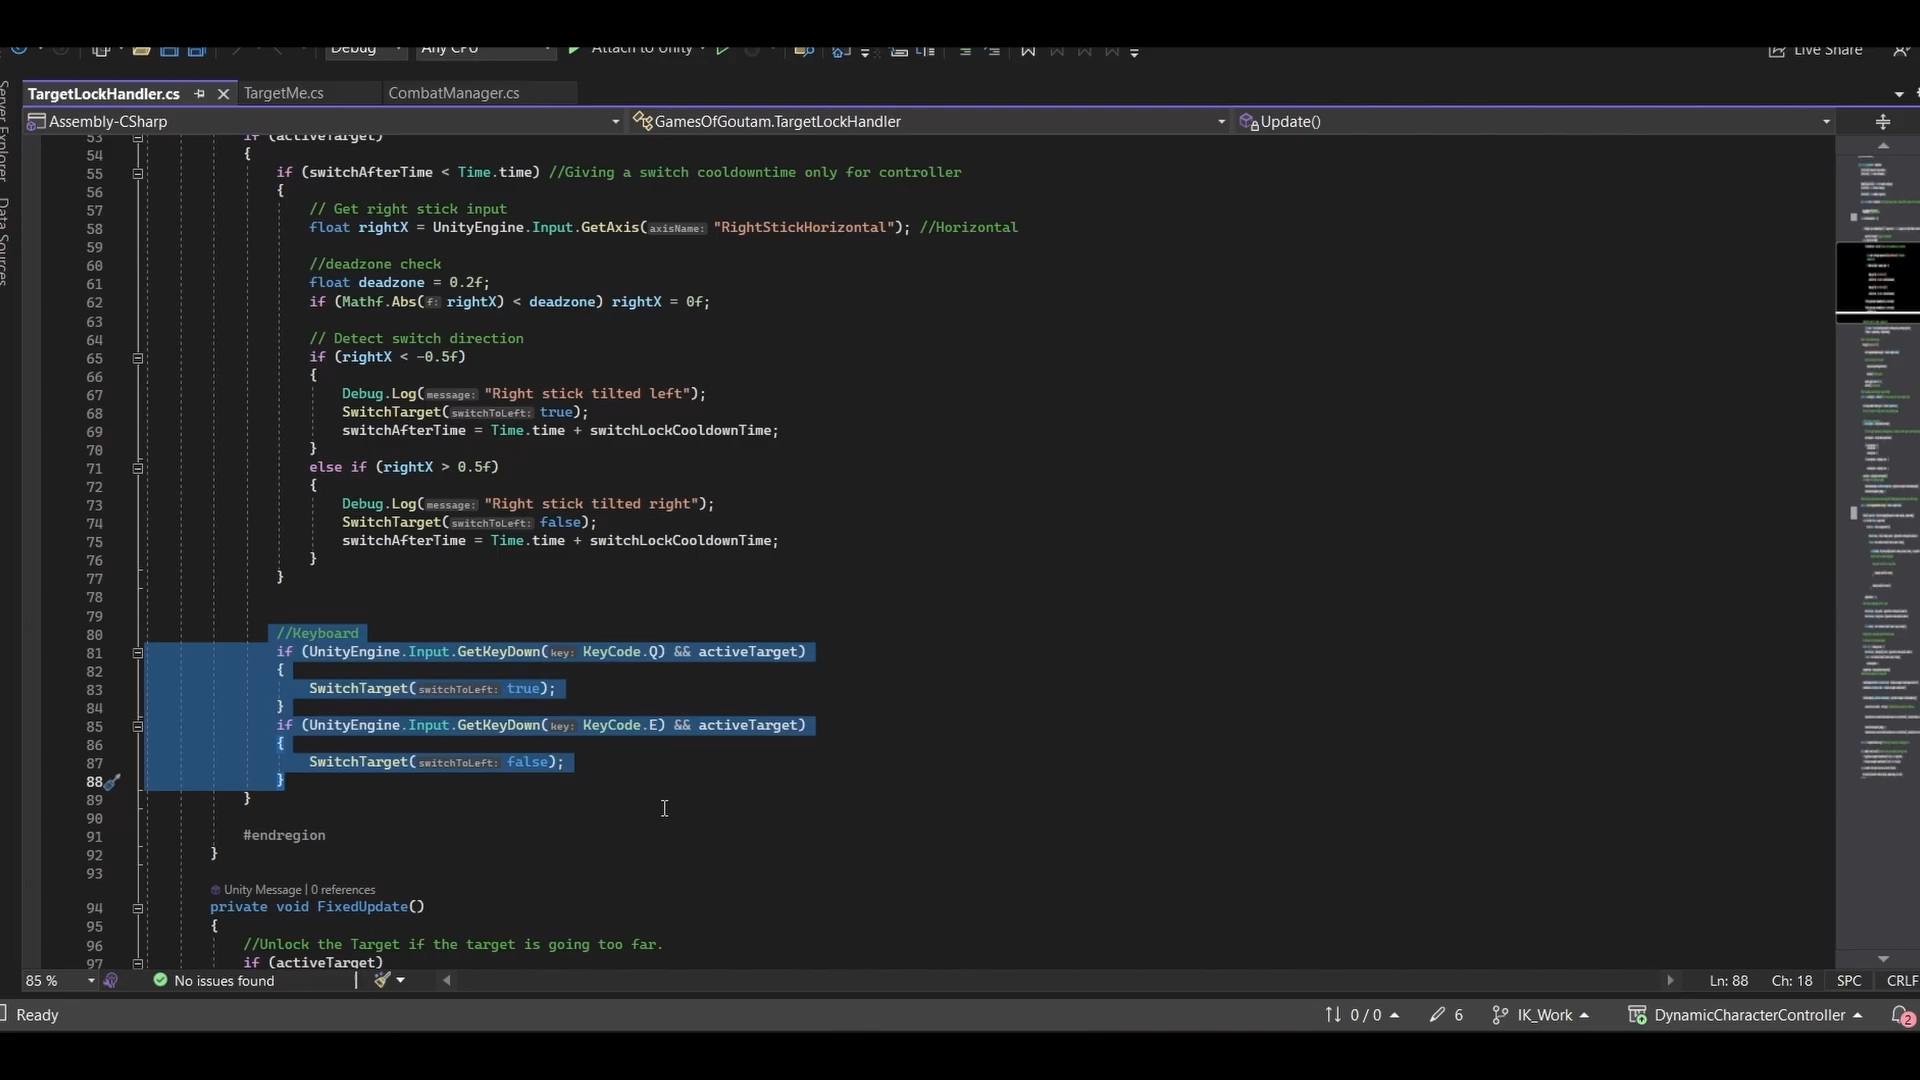 Debug Any CPU Attach to Unity Live Share
Server Explorer
Data Sources
TargetLockHandler.cs TargetMe.cs CombatManager.cs
Assembly-CSharp GamesOfGoutam.TargetLockHandler Update()
53 if (activeTarget)
54 {
55 if (switchAfterTime < Time.time) //Giving a switch cooldowntime only for controller
56 {
57 // Get right stick input
58 float rightX = UnityEngine.Input.GetAxis(axisName: "RightStickHorizontal"); //Horizontal
59
60 //deadzone check
61 float deadzone = 0.2f;
62 if (Mathf.Abs(f: rightX) < deadzone) rightX = 0f;
63
64 // Detect switch direction
65 if (rightX < -0.5f)
66 {
67 Debug.Log(message: "Right stick tilted left");
68 SwitchTarget(switchToLeft: true);
69 switchAfterTime = Time.time + switchLockCooldownTime;
70 }
71 else if (rightX > 0.5f)
72 {
73 Debug.Log(message: "Right stick tilted right");
74 SwitchTarget(switchToLeft: false);
75 switchAfterTime = Time.time + switchLockCooldownTime;
76 }
77 }
78
79
80 //Keyboard
81 if (UnityEngine.Input.GetKeyDown(key: KeyCode.Q) && activeTarget)
82 {
83 SwitchTarget(switchToLeft: true);
84 }
85 if (UnityEngine.Input.GetKeyDown(key: KeyCode.E) && activeTarget)
86 {
87 SwitchTarget(switchToLeft: false);
88 }
89 }
90
91 #endregion
92 }
93
Unity Message | 0 references
94 private void FixedUpdate()
95 {
96 //Unlock the Target if the target is going too far.
97 if (activeTarget)
85 % No issues found Ln: 88 Ch: 18 SPC CRLF
Ready 0 / 0 6 IK_Work DynamicCharacterController 2